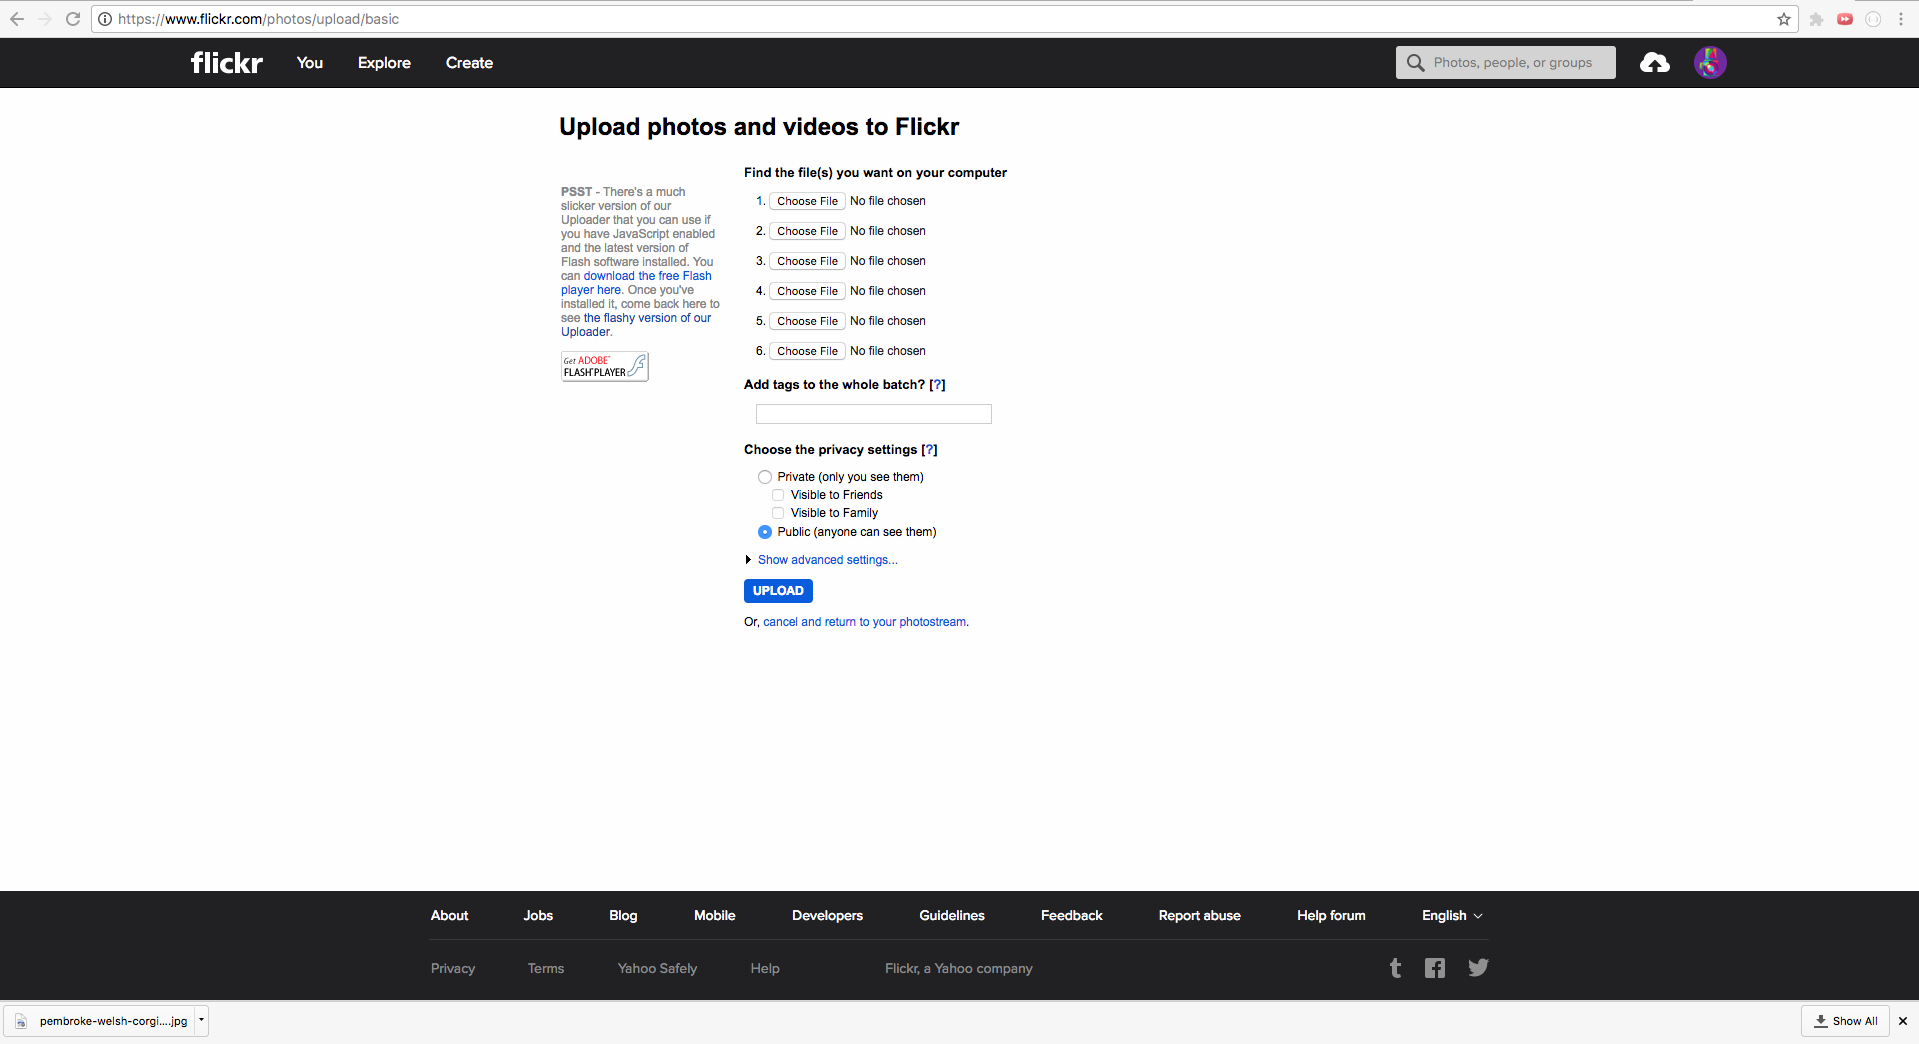 https://www.flickr.com/photos/upload/basic
flickr
You
Explore
Create
Photos, people, or groups
Upload photos and videos to Flickr
PSST - There's a much
slicker version of our
Uploader that you can use if
you have JavaScript enabled
and the latest version of
Flash software installed. You
can download the free Flash
player here. Once you've
installed it, come back here to
see the flashy version of our
Uploader.
Get ADOBE
FLASH PLAYER
Find the file(s) you want on your computer
1. Choose File No file chosen
2. Choose File No file chosen
3. Choose File No file chosen
4. Choose File No file chosen
5. Choose File No file chosen
6. Choose File No file chosen
Add tags to the whole batch? [?]
Choose the privacy settings [?]
Private (only you see them)
Visible to Friends
Visible to Family
Public (anyone can see them)
Show advanced settings...
UPLOAD
Or, cancel and return to your photostream.
About
Jobs
Blog
Mobile
Developers
Guidelines
Feedback
Report abuse
Help forum
English
Privacy
Terms
Yahoo Safely
Help
Flickr, a Yahoo company
pembroke-welsh-corgi....jpg
Show All